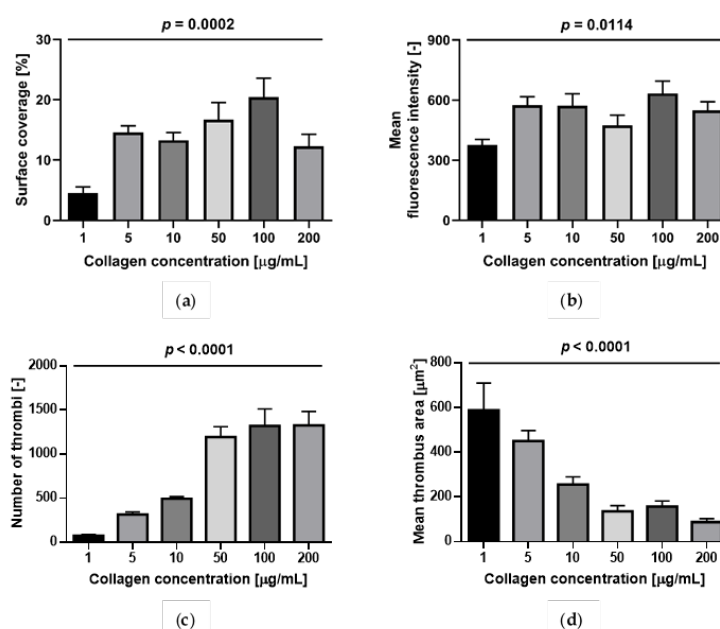 p = 0.0002
Surface coverage [%]
30
20
10
0
1 5 10 50 100 200
Collagen concentration [µg/mL]
(a)
p = 0.0114
Mean
fluorescence intensity [-]
900
600
300
0
1 5 10 50 100 200
Collagen concentration [µg/mL]
(b)
p < 0.0001
Number of thrombi [-]
2000
1500
1000
500
0
1 5 10 50 100 200
Collagen concentration [µg/mL]
(c)
p < 0.0001
Mean thrombus area [µm²]
800
600
400
200
0
1 5 10 50 100 200
Collagen concentration [µg/mL]
(d)